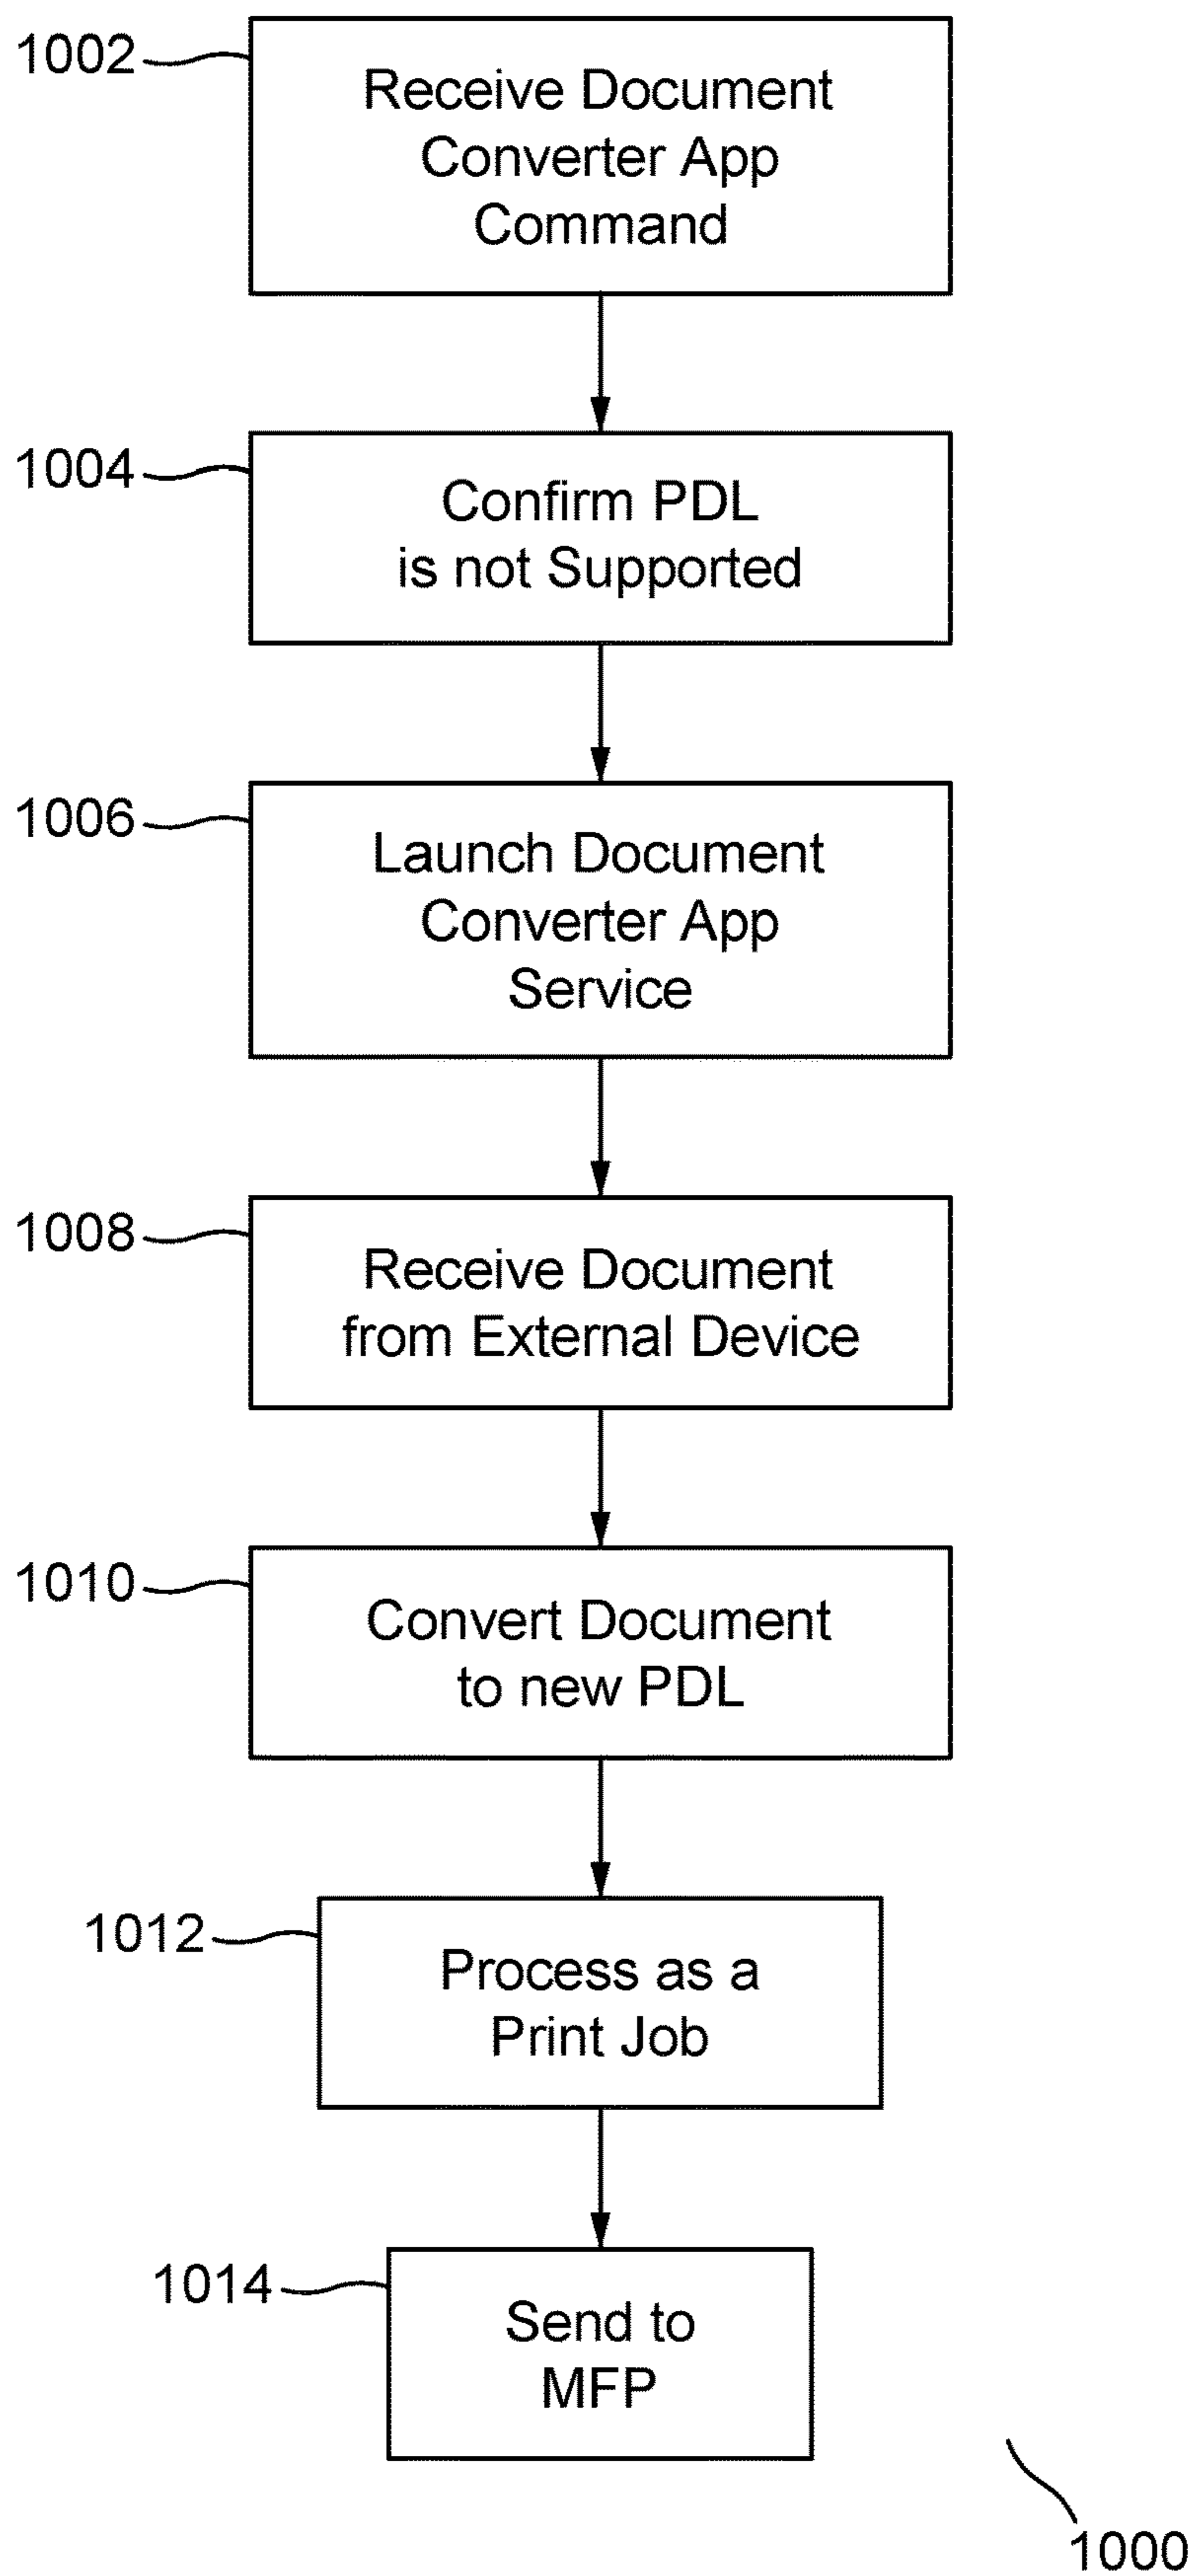 1002
Receive Document
Converter App
Command
1004
Confirm PDL
is not Supported
1006
Launch Document
Converter App
Service
1008
Receive Document
from External Device
1010
Convert Document
to new PDL
1012
Process as a
Print Job
1014
Send to
MFP
1000